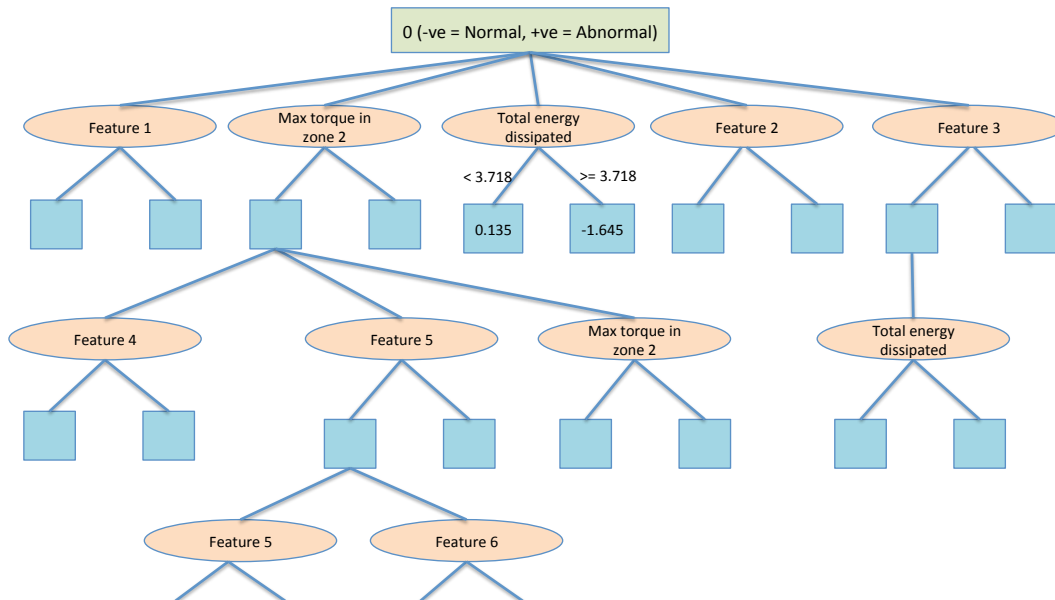 0 (-ve = Normal, +ve = Abnormal)
Feature 1
Max torque in
zone 2
Total energy
dissipated
Feature 2
Feature 3
< 3.718
>= 3.718
0.135
-1.645
Feature 4
Feature 5
Max torque in
zone 2
Total energy
dissipated
Feature 5
Feature 6